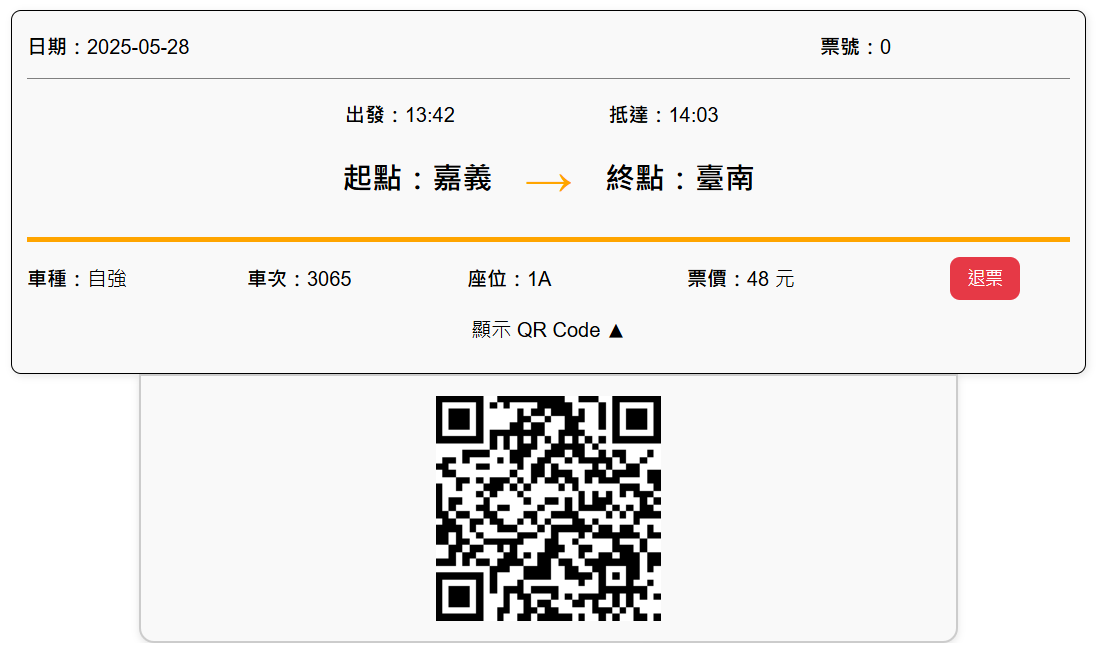 日期：2025-05-28 票號：0
出發：13:42 抵達：14:03
起點：嘉義 → 終點：臺南
車種：自強 車次：3065 座位：1A 票價：48 元 退票
顯示 QR Code ▲